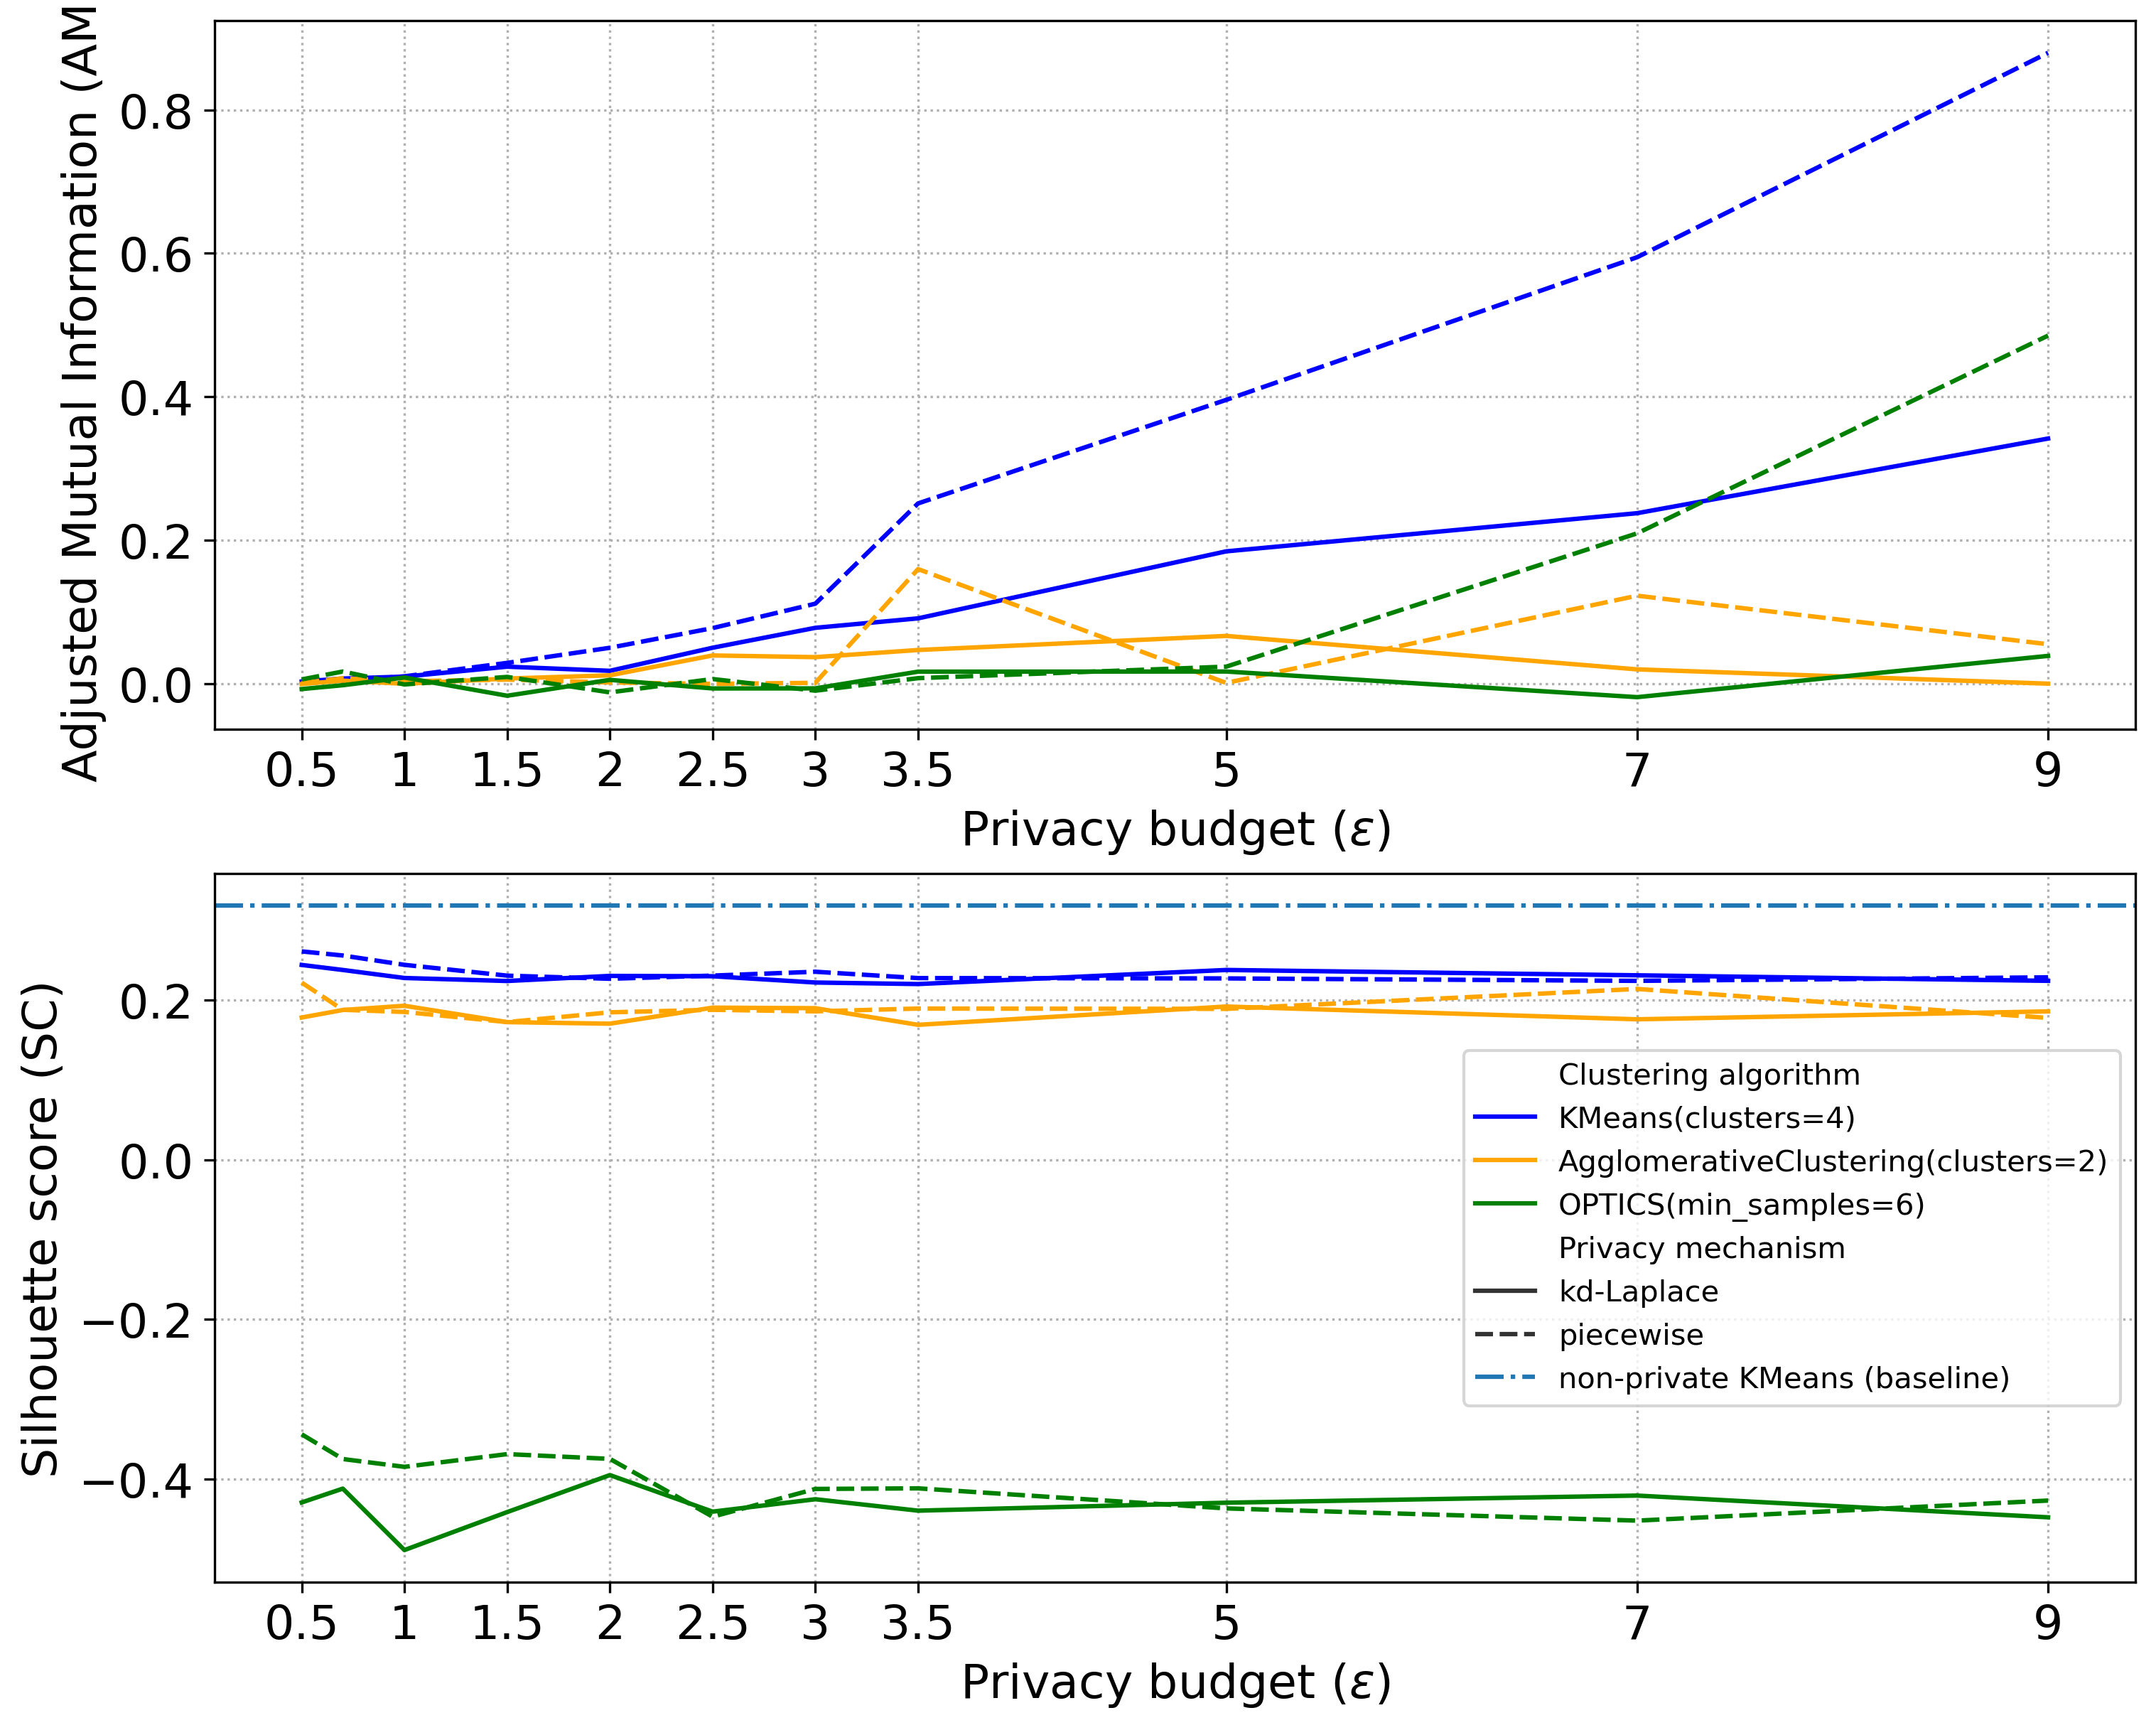 Adjusted Mutual Information (AM
0.8
0.6
0.4
0.2
0.0
0.5 1 1.5 2 2.5 3 3.5 5 7 9
Privacy budget (ε)
Silhouette score (SC)
0.2
0.0
−0.2
−0.4
Clustering algorithm
KMeans(clusters=4)
AgglomerativeClustering(clusters=2)
OPTICS(min_samples=6)
Privacy mechanism
kd-Laplace
piecewise
non-private KMeans (baseline)
0.5 1 1.5 2 2.5 3 3.5 5 7 9
Privacy budget (ε)